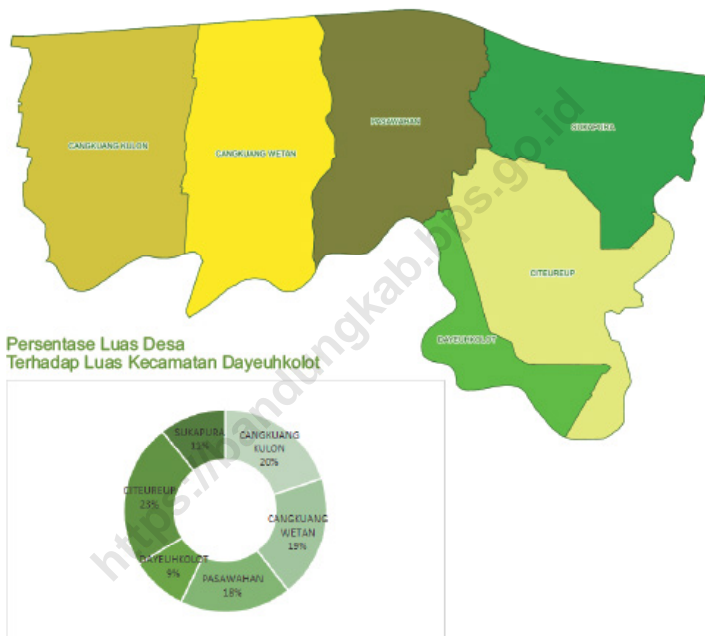 CANGKUANG KULON
CANGKUANG WETAN
PASAWAHAN
SUKAPURA
CITEUREUP
DAYEUHKOLOT
Persentase Luas Desa
Terhadap Luas Kecamatan Dayeuhkolot
SUKAPURA
11%
CANGKUANG
KULON
20%
CITEUREUP
23%
CANGKUANG
WETAN
19%
DAYEUHKOLOT
9%
PASAWAHAN
18%
https://bandungkab.bps.go.id